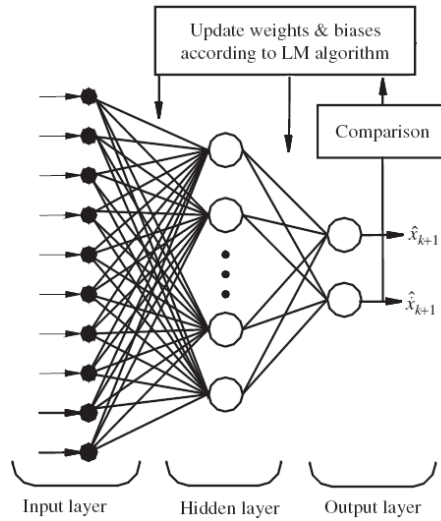 Update weights & biases
according to LM algorithm
Comparison
x̂ₖ₊₁
ẋ̂ₖ₊₁
Input layer
Hidden layer
Output layer